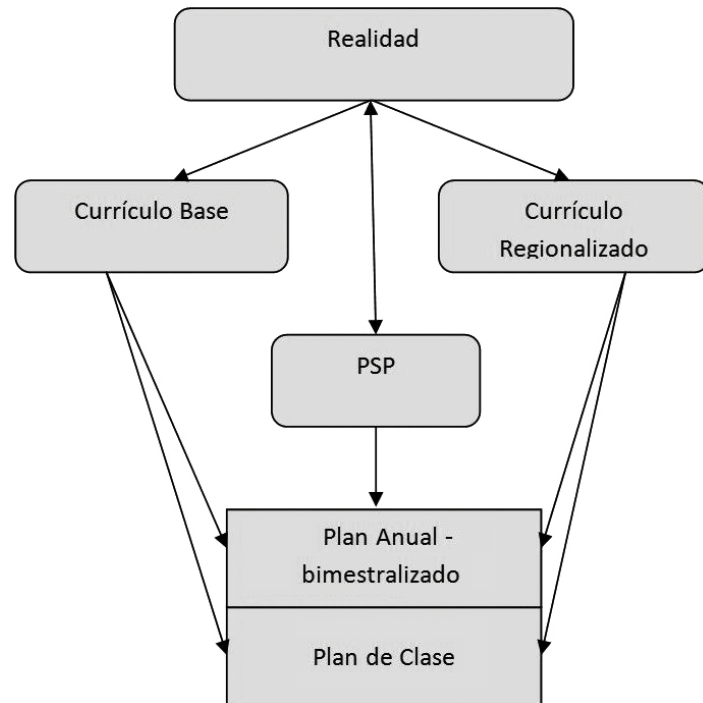 Realidad
Currículo Base
Currículo
Regionalizado
PSP
Plan Anual -
bimestralizado
Plan de Clase